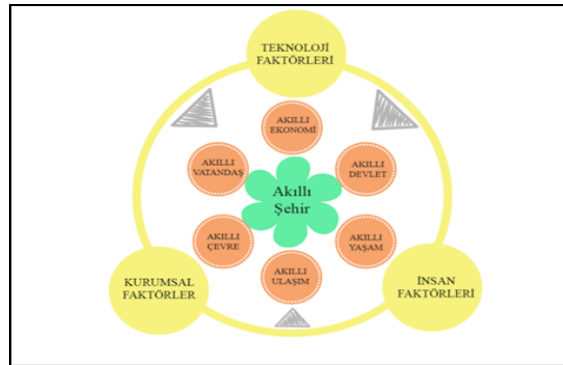 TEKNOLOJİ
FAKTÖRLERİ
AKILLI
EKONOMİ
AKILLI
VATANDAŞ
AKILLI
DEVLET
Akıllı
Şehir
AKILLI
ÇEVRE
AKILLI
YAŞAM
AKILLI
ULAŞIM
KURUMSAL
FAKTÖRLER
İNSAN
FAKTÖRLERİ